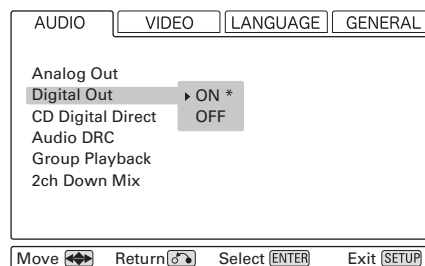 AUDIO VIDEO LANGUAGE GENERAL
Analog Out
Digital Out ON *
CD Digital Direct OFF
Audio DRC
Group Playback
2ch Down Mix
Move Return Select ENTER Exit SETUP